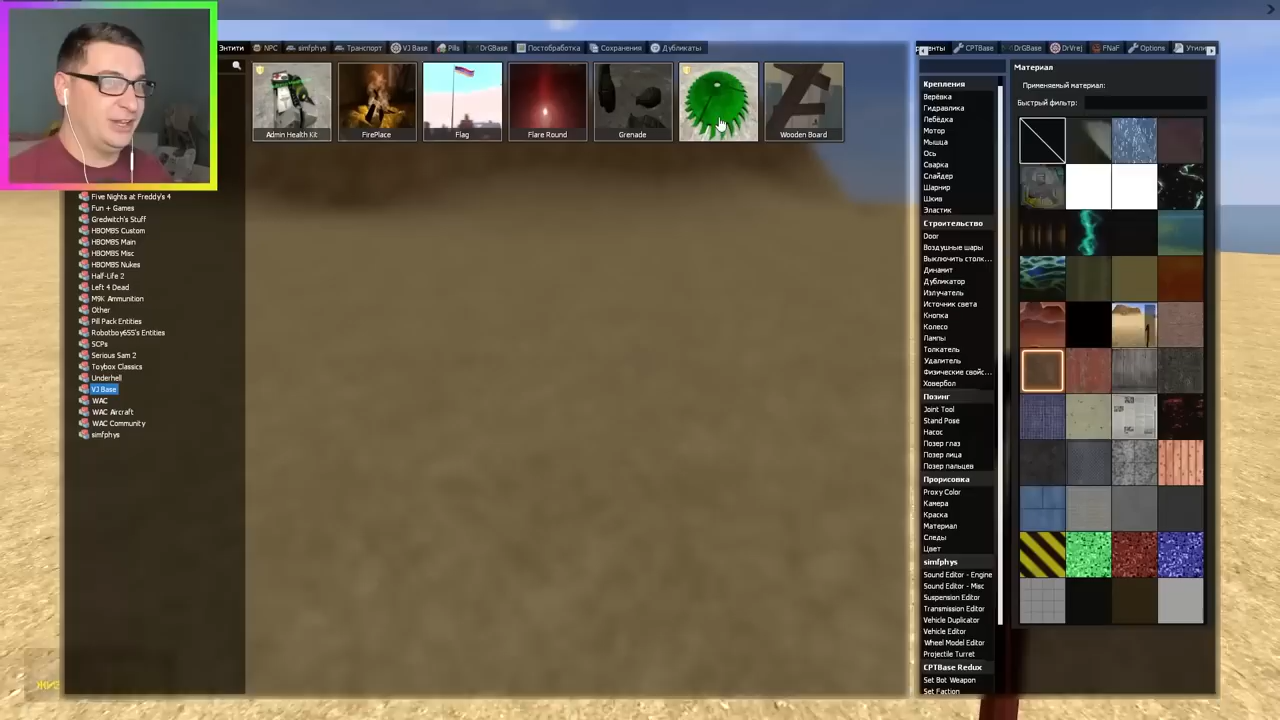 Энтити
NPC
simfphys
Транспорт
VJ Base
Pills
DrGBase
Постобработка
Сохранения
Дубликаты
Admin Health Kit
FirePlace
Flag
Flare Round
Grenade
Wooden Board
Five Nights at Freddy's 4
Fun + Games
Gredwitch's Stuff
HBOMBS Custom
HBOMBS Main
HBOMBS Misc
HBOMBS Nukes
Half-Life 2
Left 4 Dead
M9K Ammunition
Other
Pill Pack Entities
Robotboy655's Entities
SCPs
Serious Sam 2
Toybox Classics
Underhell
VJ Base
WAC
WAC Aircraft
WAC Community
simfphys
CPTBase
DrGBase
DrVrej
FNaF
Options
Утили
Крепления
Верёвка
Гидравлика
Лебёдка
Мотор
Мышца
Ось
Сварка
Слайдер
Шарнир
Шкив
Эластик
Строительство
Door
Воздушные шары
Выключить столк...
Динамит
Дубликатор
Излучатель
Источник света
Кнопка
Колесо
Лампы
Толкатель
Удалитель
Физические свойс...
Ховербол
Позинг
Joint Tool
Stand Pose
Насос
Позер глаз
Позер лица
Позер пальцев
Прорисовка
Proxy Color
Камера
Краска
Материал
Следы
Цвет
simfphys
Sound Editor - Engine
Sound Editor - Misc
Suspension Editor
Transmission Editor
Vehicle Duplicator
Vehicle Editor
Wheel Model Editor
Projectile Turret
CPTBase Redux
Set Bot Weapon
Set Faction
Материал
Применяемый материал:
Быстрый фильтр: